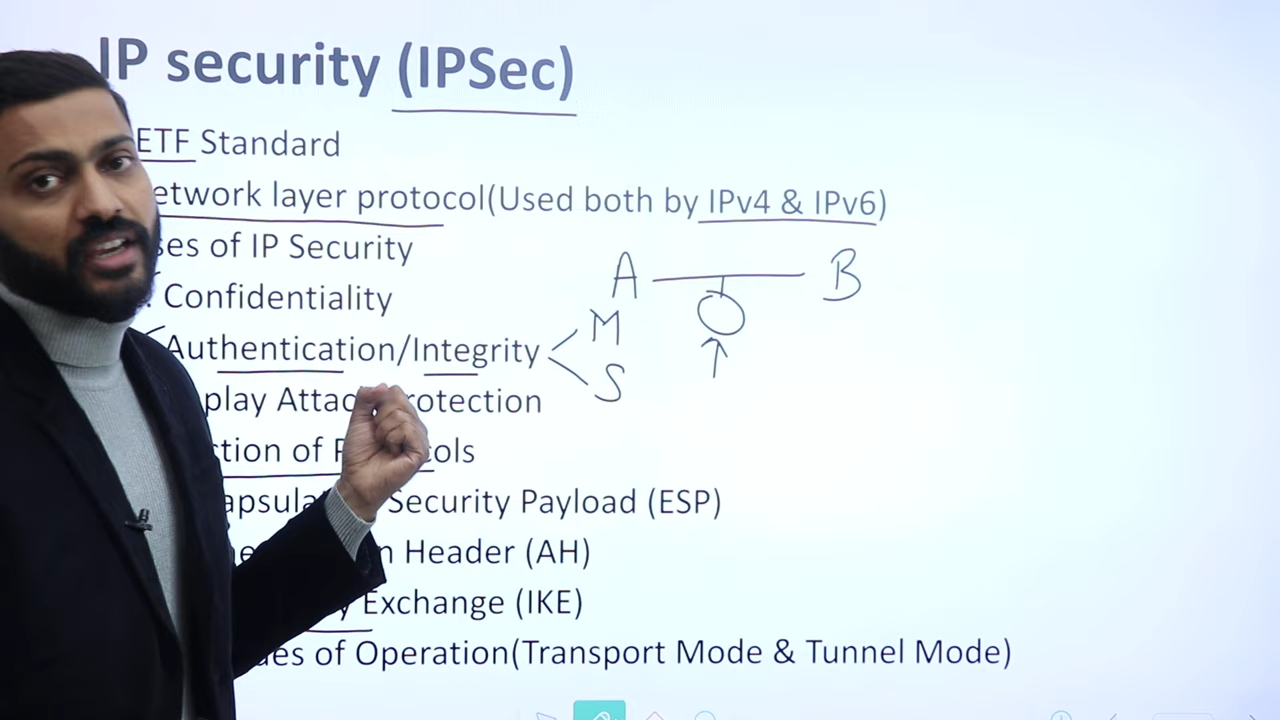 IP security (IPSec)
ETF Standard
etwork layer protocol(Used both by IPv4 & IPv6)
ses of IP Security
A B
Confidentiality
M
Authentication/Integrity
S
play Attac rotection
ction of P cols
apsula Security Payload (ESP)
n Header (AH)
y Exchange (IKE)
des of Operation(Transport Mode & Tunnel Mode)